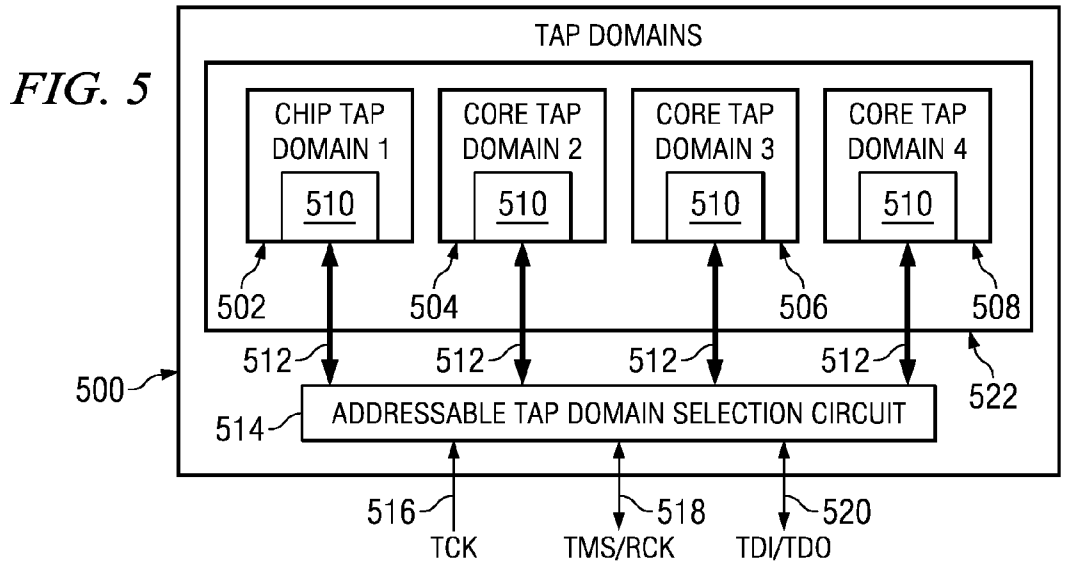 TAP DOMAINS
FIG. 5
CHIP TAP
DOMAIN 1
510
CORE TAP
DOMAIN 2
510
CORE TAP
DOMAIN 3
510
CORE TAP
DOMAIN 4
510
502
504
506
508
512
512
512
512
522
500
514
ADDRESSABLE TAP DOMAIN SELECTION CIRCUIT
516
518
520
TCK
TMS/RCK
TDI/TDO